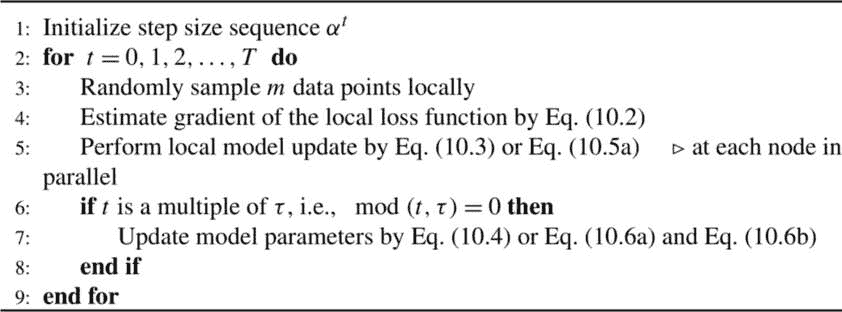 1: Initialize step size sequence α^t
2: for t = 0, 1, 2, . . . , T do
3: Randomly sample m data points locally
4: Estimate gradient of the local loss function by Eq. (10.2)
5: Perform local model update by Eq. (10.3) or Eq. (10.5a) ▷ at each node in
parallel
6: if t is a multiple of τ, i.e., mod (t, τ) = 0 then
7: Update model parameters by Eq. (10.4) or Eq. (10.6a) and Eq. (10.6b)
8: end if
9: end for